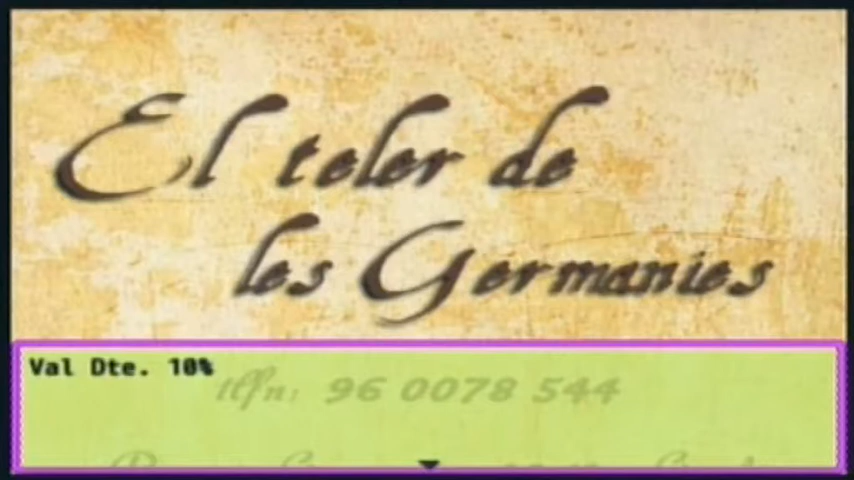 El teler de
les Germanies
Val Dte. 10%
tlfn: 96 0078 544